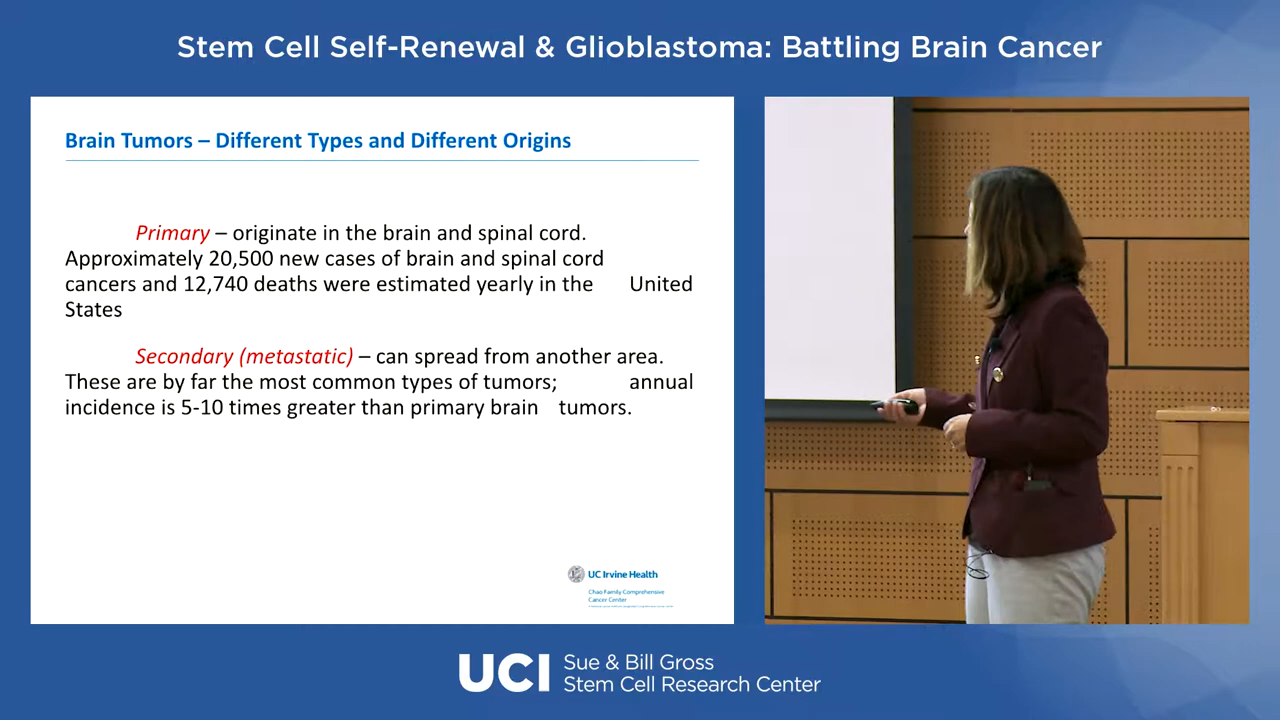 Stem Cell Self-Renewal & Glioblastoma: Battling Brain Cancer
Brain Tumors – Different Types and Different Origins
Primary – originate in the brain and spinal cord.
Approximately 20,500 new cases of brain and spinal cord
cancers and 12,740 deaths were estimated yearly in the United
States
Secondary (metastatic) – can spread from another area.
These are by far the most common types of tumors; annual
incidence is 5-10 times greater than primary brain tumors.
UC Irvine Health
Chao Family Comprehensive
Cancer Center
UCI Sue & Bill Gross
Stem Cell Research Center